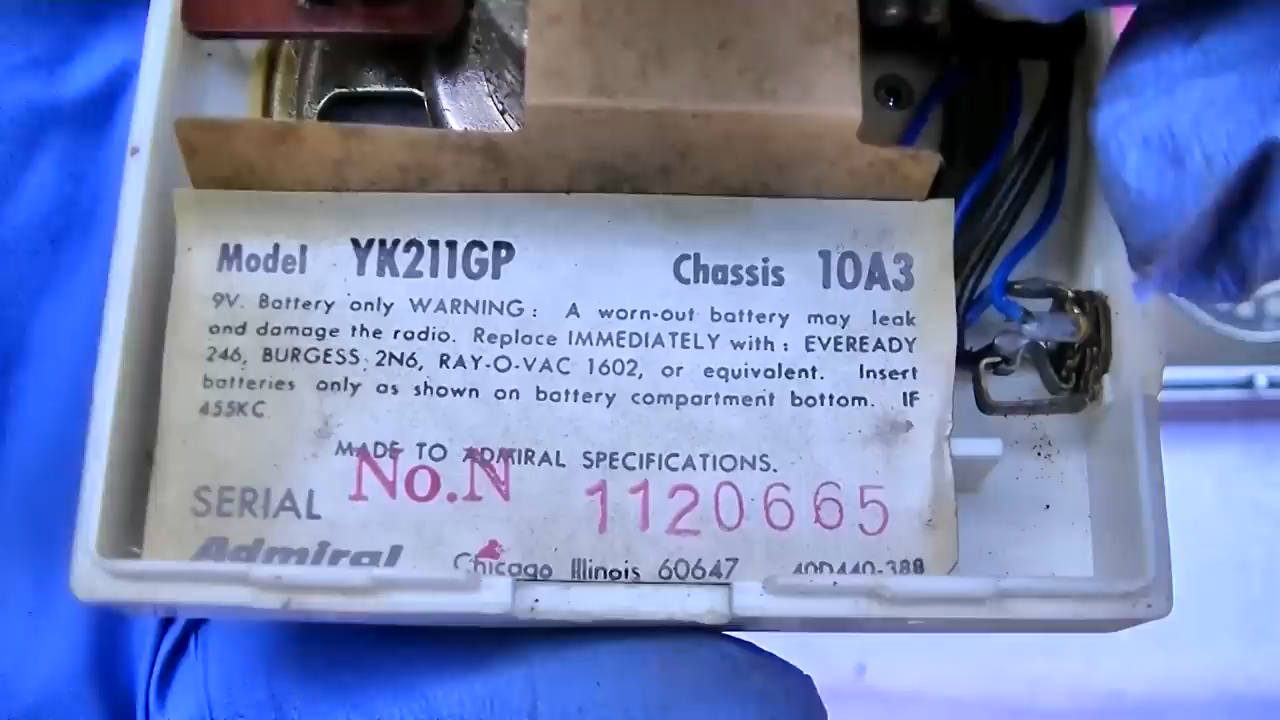 Model YK211GP Chassis 10A3
9V. Battery only WARNING: A worn-out battery may leak
and damage the radio. Replace IMMEDIATELY with: EVEREADY
246, BURGESS 2N6, RAY-O-VAC 1602, or equivalent. Insert
batteries only as shown on battery compartment bottom. IF
455KC
MADE TO ADMIRAL SPECIFICATIONS.
SERIAL No.N 1120665
Admiral Chicago Illinois 60647 40D440-388